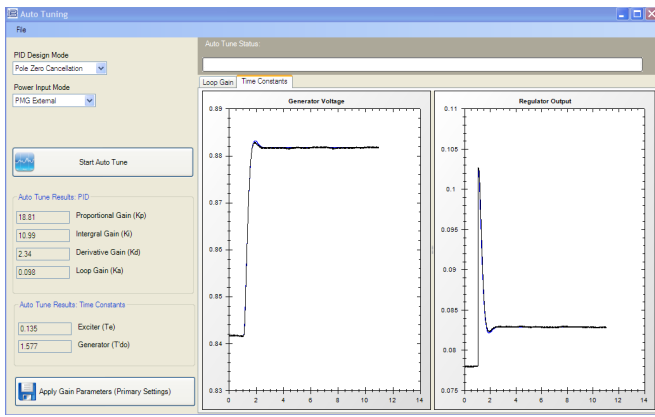 Auto Tuning
File
PID Design Mode
Pole Zero Cancellation
Power Input Mode
PMG External
Start Auto Tune
Auto Tune Results: PID
18.81 Proportional Gain (Kp)
10.99 Intergral Gain (Ki)
2.34 Derivative Gain (Kd)
0.098 Loop Gain (Ka)
Auto Tune Results: Time Constants
0.135 Exciter (Te)
1.577 Generator (T'do)
Apply Gain Parameters (Primary Settings)
Auto Tune Status:
Loop Gain Time Constants
Generator Voltage
0.89
0.88
0.87
0.86
0.85
0.84
0.83
0 2 4 6 8 10 12 14
Regulator Output
0.11
0.105
0.1
0.095
0.09
0.085
0.08
0.075
0 2 4 6 8 10 12 14